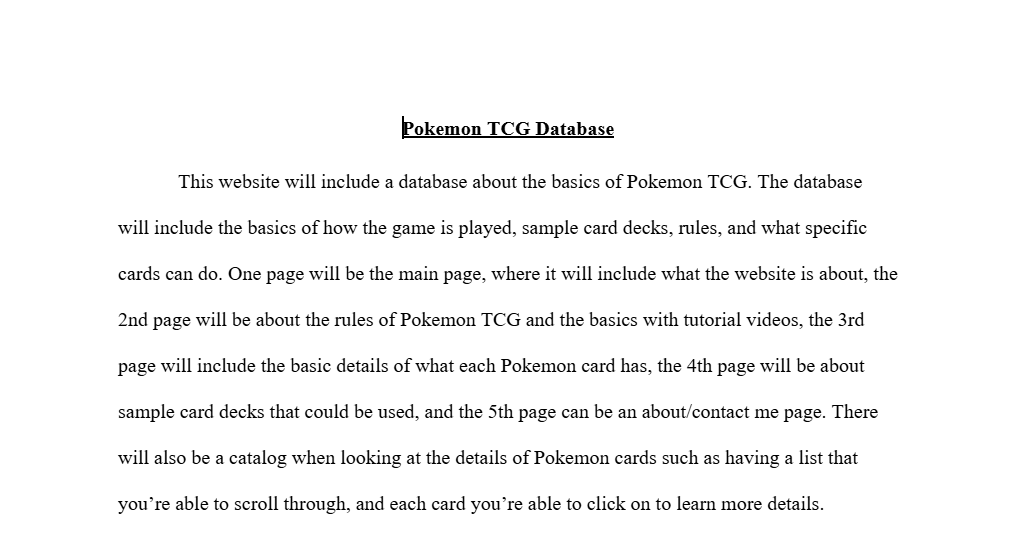 Pokemon TCG Database
This website will include a database about the basics of Pokemon TCG. The database
will include the basics of how the game is played, sample card decks, rules, and what specific
cards can do. One page will be the main page, where it will include what the website is about, the
2nd page will be about the rules of Pokemon TCG and the basics with tutorial videos, the 3rd
page will include the basic details of what each Pokemon card has, the 4th page will be about
sample card decks that could be used, and the 5th page can be an about/contact me page. There
will also be a catalog when looking at the details of Pokemon cards such as having a list that
you’re able to scroll through, and each card you’re able to click on to learn more details.